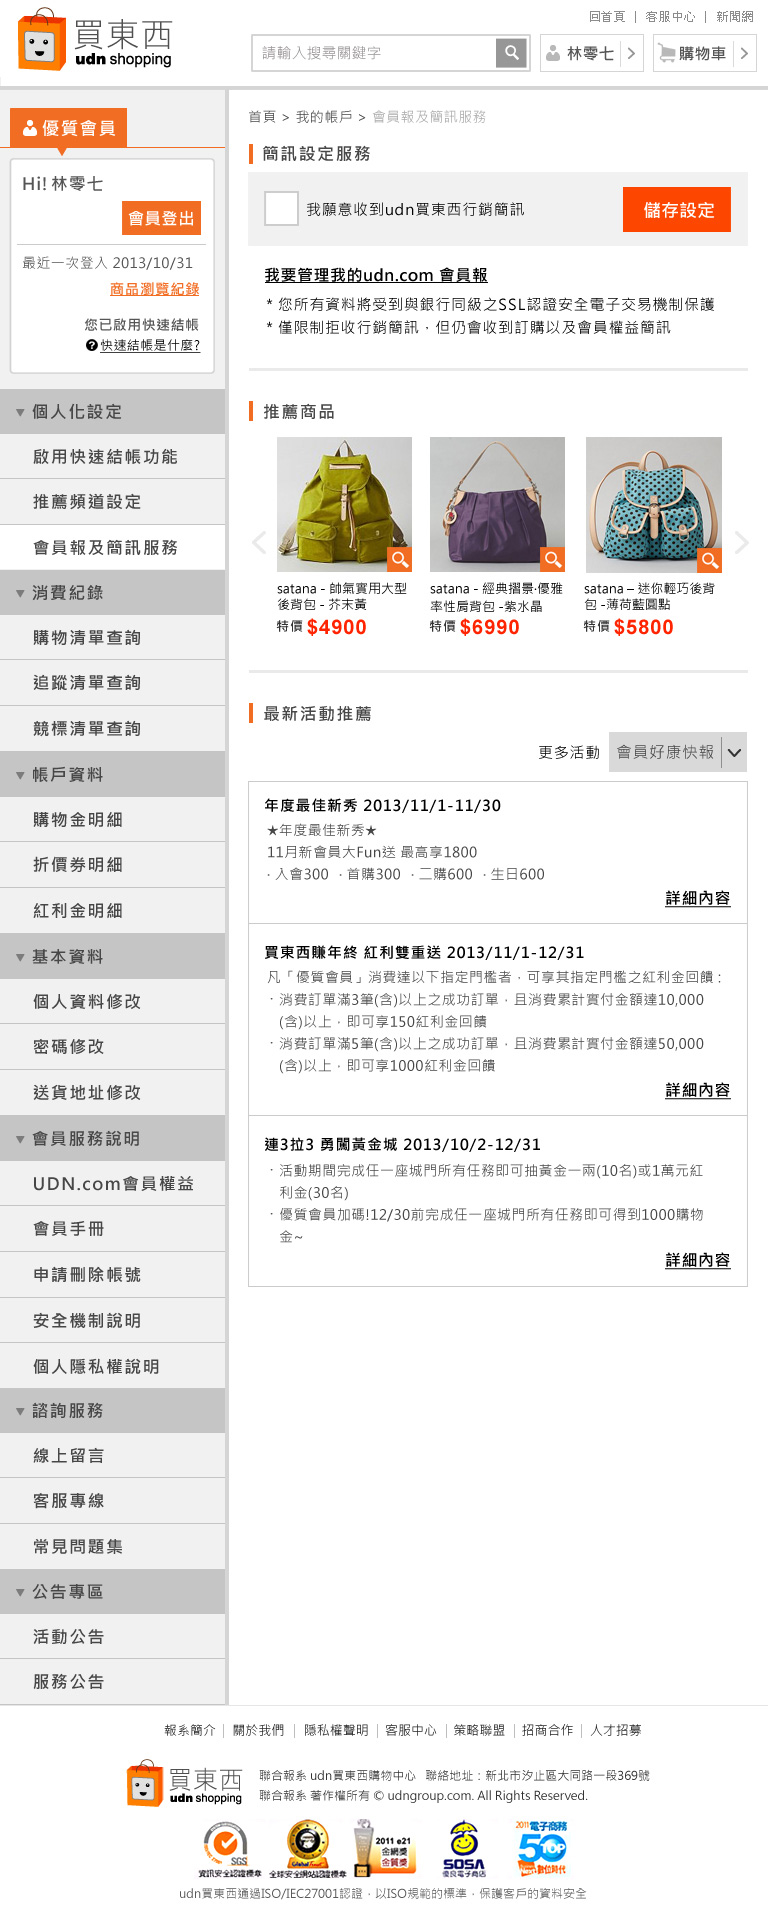 買東西
udn shopping
回首頁 | 客服中心 | 新聞網
請輸入搜尋關鍵字
林零七
購物車
優質會員
Hi! 林零七
會員登出
最近一次登入 2013/10/31
商品瀏覽紀錄
您已啟用快速結帳
快速結帳是什麼?
個人化設定
啟用快速結帳功能
推薦頻道設定
會員報及簡訊服務
消費紀錄
購物清單查詢
追蹤清單查詢
競標清單查詢
帳戶資料
購物金明細
折價券明細
紅利金明細
基本資料
個人資料修改
密碼修改
送貨地址修改
會員服務說明
UDN.com會員權益
會員手冊
申請刪除帳號
安全機制說明
個人隱私權說明
諮詢服務
線上留言
客服專線
常見問題集
公告專區
活動公告
服務公告
首頁 > 我的帳戶 > 會員報及簡訊服務
簡訊設定服務
我願意收到udn買東西行銷簡訊
儲存設定
我要管理我的udn.com 會員報
* 您所有資料將受到與銀行同級之SSL認證安全電子交易機制保護
* 僅限制拒收行銷簡訊，但仍會收到訂購以及會員權益簡訊
推薦商品
satana - 帥氣實用大型
後背包 - 芥末黃
特價 $4900
satana - 經典摺景‧優雅
率性肩背包 -紫水晶
特價 $6990
satana – 迷你輕巧後背
包 -薄荷藍圓點
特價 $5800
最新活動推薦
更多活動
會員好康快報
年度最佳新秀 2013/11/1-11/30
★年度最佳新秀★
11月新會員大Fun送 最高享1800
‧入會300 ‧首購300 ‧二購600 ‧生日600
詳細內容
買東西賺年終 紅利雙重送 2013/11/1-12/31
凡「優質會員」消費達以下指定門檻者，可享其指定門檻之紅利金回饋：
‧消費訂單滿3筆(含)以上之成功訂單，且消費累計實付金額達10,000
(含)以上，即可享150紅利金回饋
‧消費訂單滿5筆(含)以上之成功訂單，且消費累計實付金額達50,000
(含)以上，即可享1000紅利金回饋
詳細內容
連3拉3 勇闖黃金城 2013/10/2-12/31
‧活動期間完成任一座城門所有任務即可抽黃金一兩(10名)或1萬元紅
利金(30名)
‧優質會員加碼!12/30前完成任一座城門所有任務即可得到1000購物
金~
詳細內容
報系簡介 | 關於我們 | 隱私權聲明 | 客服中心 | 策略聯盟 | 招商合作 | 人才招募
買東西
udn shopping
聯合報系 udn買東西購物中心 聯絡地址：新北市汐止區大同路一段369號
聯合報系 著作權所有 © udngroup.com. All Rights Reserved.
SGS
資訊安全認證標章
Global Trust
全球安全網站認證標章
2011 e21
金網獎
金質獎
SOSA
優良電子商店
2011電子商務
TOP
50
數位時代
udn買東西通過ISO/IEC27001認證，以ISO規範的標準，保護客戶的資料安全